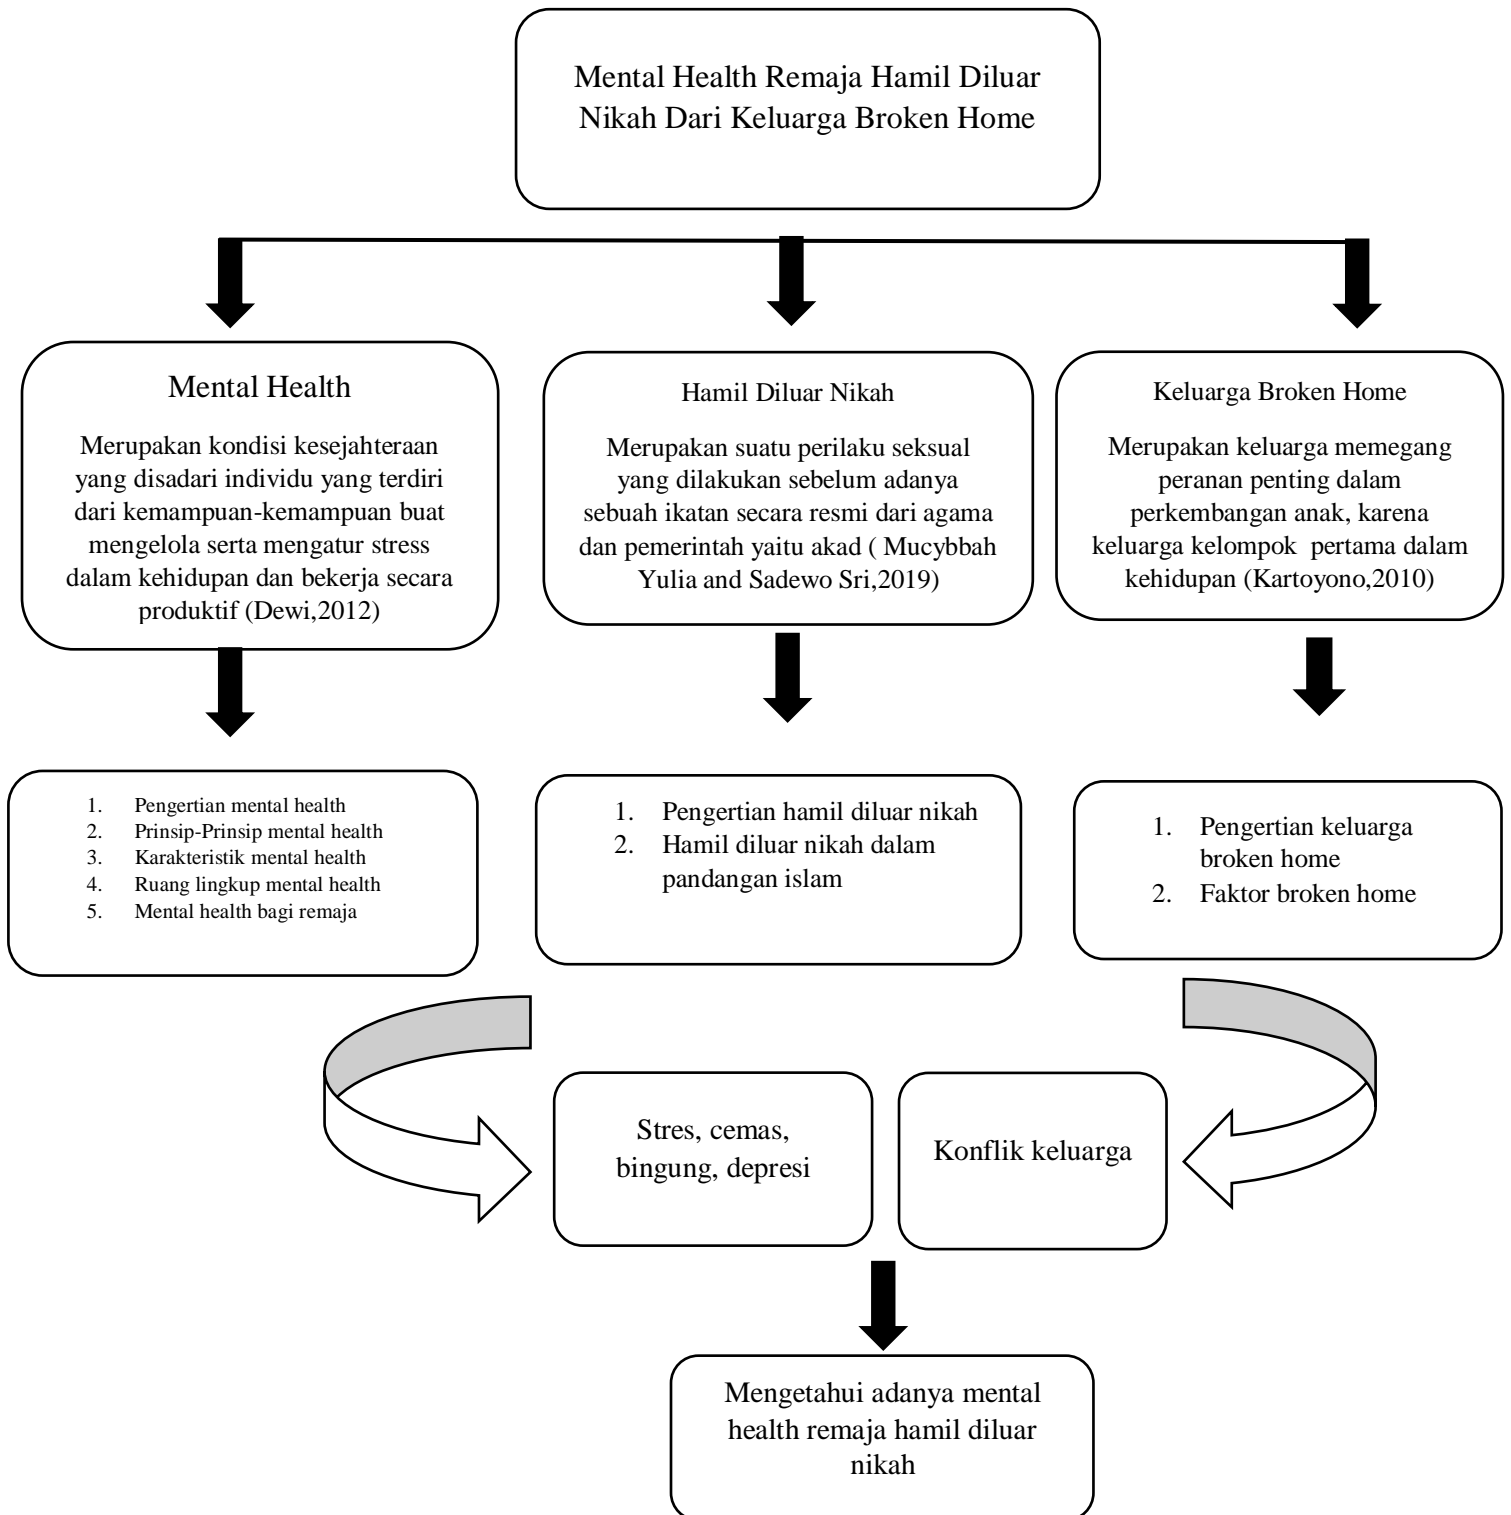 Mental Health Remaja Hamil Diluar
Nikah Dari Keluarga Broken Home
Mental Health
Merupakan kondisi kesejahteraan
yang disadari individu yang terdiri
dari kemampuan-kemampuan buat
mengelola serta mengatur stress
dalam kehidupan dan bekerja secara
produktif (Dewi,2012)
Hamil Diluar Nikah
Merupakan suatu perilaku seksual
yang dilakukan sebelum adanya
sebuah ikatan secara resmi dari agama
dan pemerintah yaitu akad ( Mucybbah
Yulia and Sadewo Sri,2019)
Keluarga Broken Home
Merupakan keluarga memegang
peranan penting dalam
perkembangan anak, karena
keluarga kelompok  pertama dalam
kehidupan (Kartoyono,2010)
1. Pengertian mental health
2. Prinsip-Prinsip mental health
3. Karakteristik mental health
4. Ruang lingkup mental health
5. Mental health bagi remaja
1. Pengertian hamil diluar nikah
2. Hamil diluar nikah dalam
pandangan islam
1. Pengertian keluarga
broken home
2. Faktor broken home
Stres, cemas,
bingung, depresi
Konflik keluarga
Mengetahui adanya mental
health remaja hamil diluar
nikah